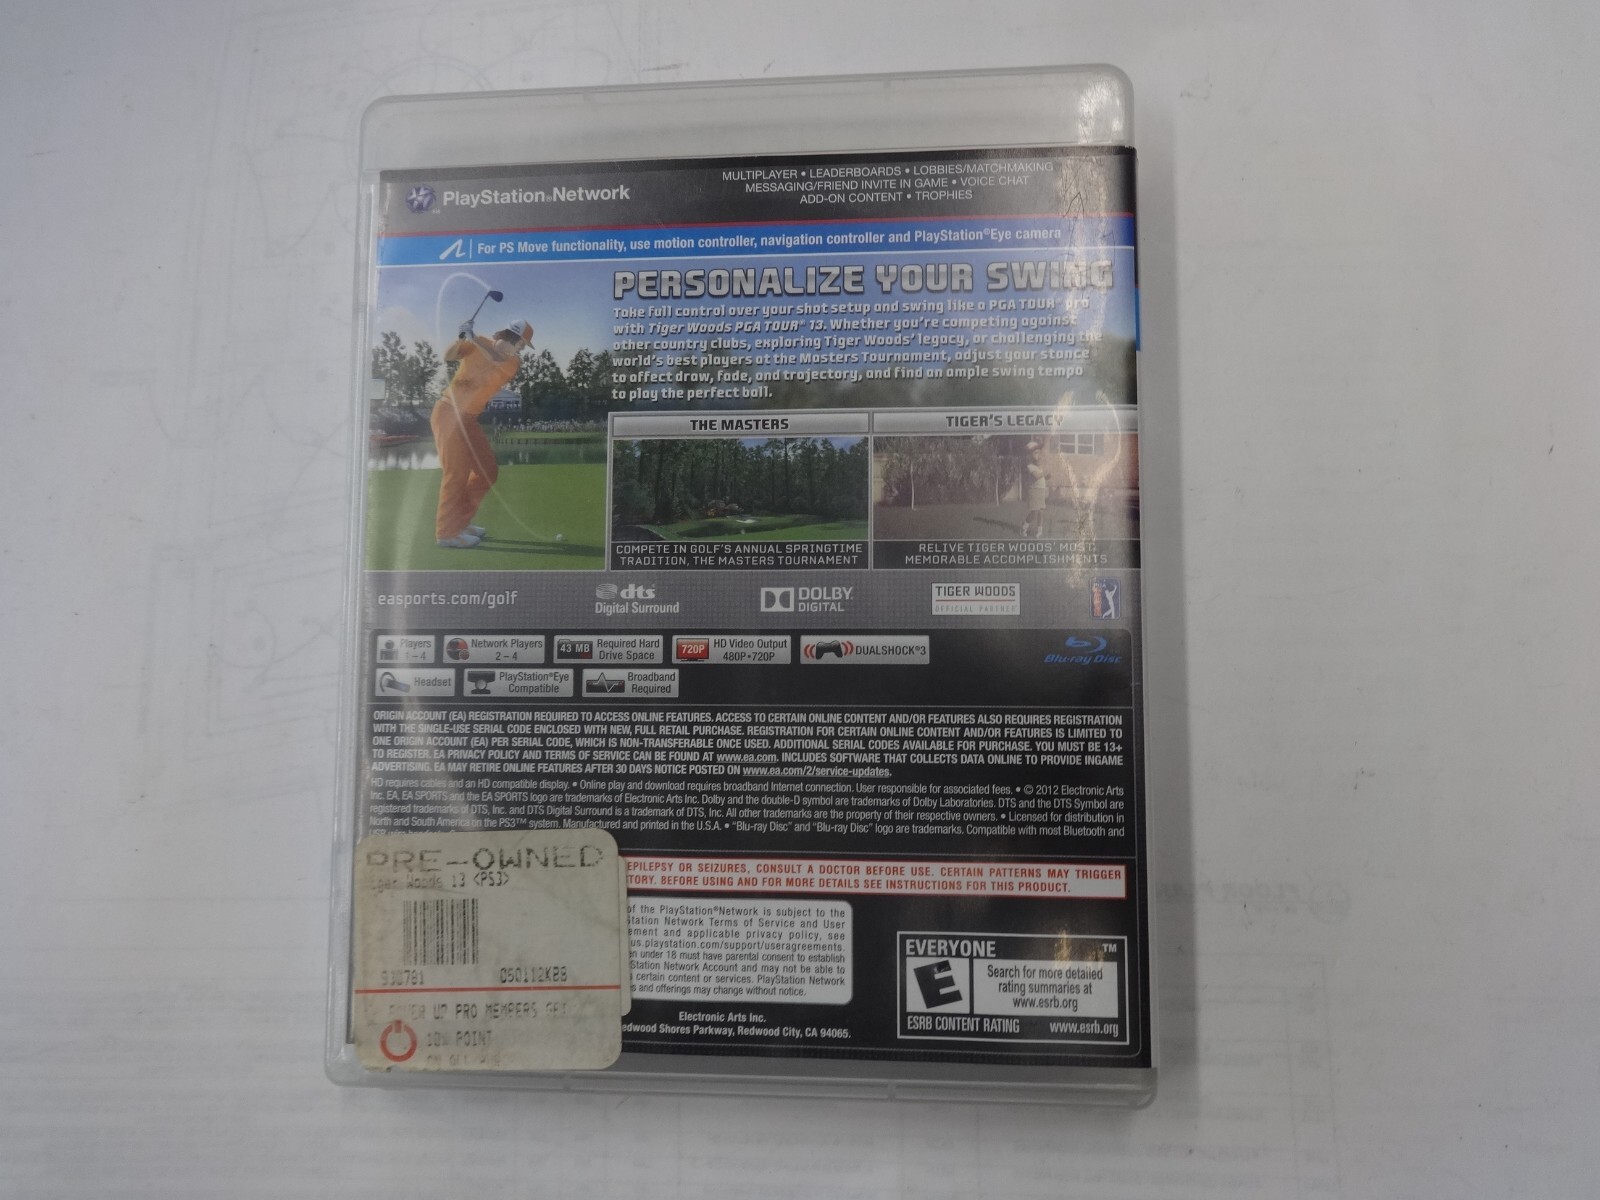 PlayStation®Network
MULTIPLAYER • LEADERBOARDS • LOBBIES/MATCHMAKING
MESSAGING/FRIEND INVITE IN GAME • VOICE CHAT
ADD-ON CONTENT • TROPHIES
For PS Move functionality, use motion controller, navigation controller and PlayStation®Eye camera
PERSONALIZE YOUR SWING
Take full control over your shot setup and swing like a PGA TOUR® pro
with Tiger Woods PGA TOUR® 13. Whether you're competing against
other country clubs, exploring Tiger Woods' legacy, or challenging the
world's best players at the Masters Tournament, adjust your stance
to affect draw, fade, and trajectory, and find an ample swing tempo
to play the perfect ball.
THE MASTERS
COMPETE IN GOLF'S ANNUAL SPRINGTIME
TRADITION, THE MASTERS TOURNAMENT
TIGER'S LEGACY
RELIVE TIGER WOODS' MOST
MEMORABLE ACCOMPLISHMENTS
easports.com/golf
dts
Digital Surround
DOLBY
DIGITAL
TIGER WOODS
OFFICIAL PARTNER
Players
1–4
Network Players
2–4
43 MB
Required Hard
Drive Space
720P
HD Video Output
480P•720P
DUALSHOCK®3
Blu-ray Disc
Headset
PlayStation®Eye
Compatible
Broadband
Required
ORIGIN ACCOUNT (EA) REGISTRATION REQUIRED TO ACCESS ONLINE FEATURES. ACCESS TO CERTAIN ONLINE CONTENT AND/OR FEATURES ALSO REQUIRES REGISTRATION
WITH THE SINGLE-USE SERIAL CODE ENCLOSED WITH NEW, FULL RETAIL PURCHASE. REGISTRATION FOR CERTAIN ONLINE CONTENT AND/OR FEATURES IS LIMITED TO
ONE ORIGIN ACCOUNT (EA) PER SERIAL CODE, WHICH IS NON-TRANSFERABLE ONCE USED. ADDITIONAL SERIAL CODES AVAILABLE FOR PURCHASE. YOU MUST BE 13+
TO REGISTER. EA PRIVACY POLICY AND TERMS OF SERVICE CAN BE FOUND AT www.ea.com. INCLUDES SOFTWARE THAT COLLECTS DATA ONLINE TO PROVIDE INGAME
ADVERTISING. EA MAY RETIRE ONLINE FEATURES AFTER 30 DAYS NOTICE POSTED ON www.ea.com/2/service-updates.
HD requires cables and an HD compatible display. • Online play and download requires broadband Internet connection. User responsible for associated fees. • © 2012 Electronic Arts
Inc. EA, EA SPORTS and the EA SPORTS logo are trademarks of Electronic Arts Inc. Dolby and the double-D symbol are trademarks of Dolby Laboratories. DTS and the DTS Symbol are
registered trademarks of DTS, Inc. and DTS Digital Surround is a trademark of DTS, Inc. All other trademarks are the property of their respective owners. • Licensed for distribution in
North and South America on the PS3™ system. Manufactured and printed in the U.S.A. • "Blu-ray Disc" and "Blu-ray Disc" logo are trademarks. Compatible with most Bluetooth and
PRE-OWNED
Woods 13 <PS3>
930781
050112KB8
UP PRO MEMBERS GET
POINT
EPILEPSY OR SEIZURES, CONSULT A DOCTOR BEFORE USE. CERTAIN PATTERNS MAY TRIGGER
TORY. BEFORE USING AND FOR MORE DETAILS SEE INSTRUCTIONS FOR THIS PRODUCT.
of the PlayStation®Network is subject to the
Station Network Terms of Service and User
ement and applicable privacy policy, see
us.playstation.com/support/useragreements.
en under 18 must have parental consent to establish
Station Network Account and may not be able to
certain content or services. PlayStation Network
s and offerings may change without notice.
Electronic Arts Inc.
edwood Shores Parkway, Redwood City, CA 94065.
EVERYONE
TM
E
Search for more detailed
rating summaries at
www.esrb.org
ESRB CONTENT RATING
www.esrb.org